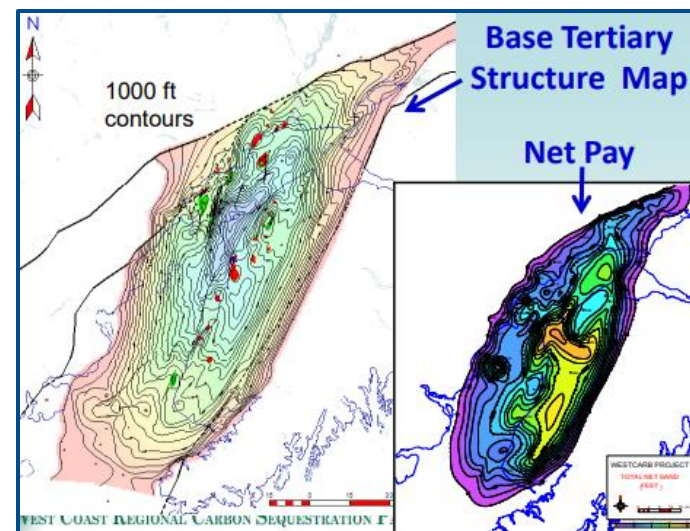 N
1000 ft
contours
Base Tertiary
Structure Map
Net Pay
WESTCARB PROJECT
TOTAL NET SAND
(FEET)
WEST COAST REGIONAL CARBON SEQUESTRATION